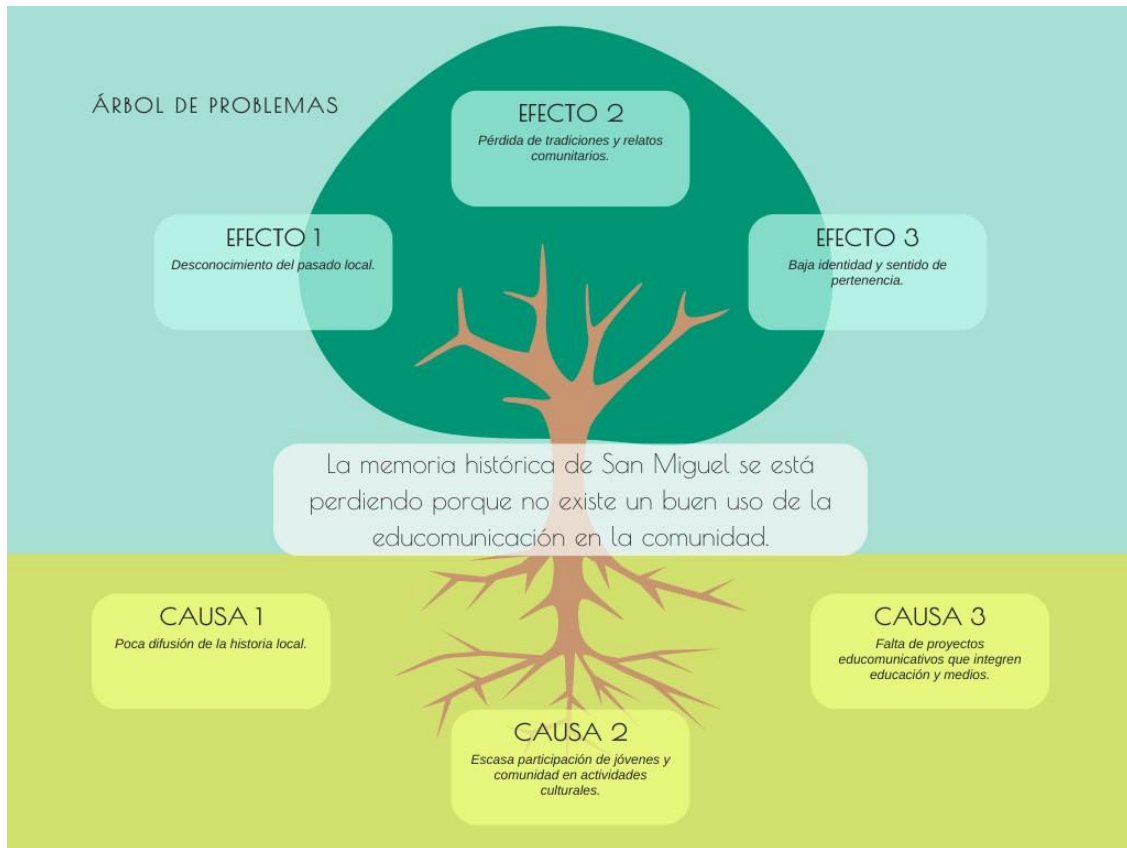 ÁRBOL DE PROBLEMAS
EFECTO 2
Pérdida de tradiciones y relatos
comunitarios.
EFECTO 1
Desconocimiento del pasado local.
EFECTO 3
Baja identidad y sentido de
pertenencia.
La memoria histórica de San Miguel se está
perdiendo porque no existe un buen uso de la
educomunicación en la comunidad.
CAUSA 1
Poca difusión de la historia local.
CAUSA 3
Falta de proyectos
educomunicativos que integren
educación y medios.
CAUSA 2
Escasa participación de jóvenes y
comunidad en actividades
culturales.